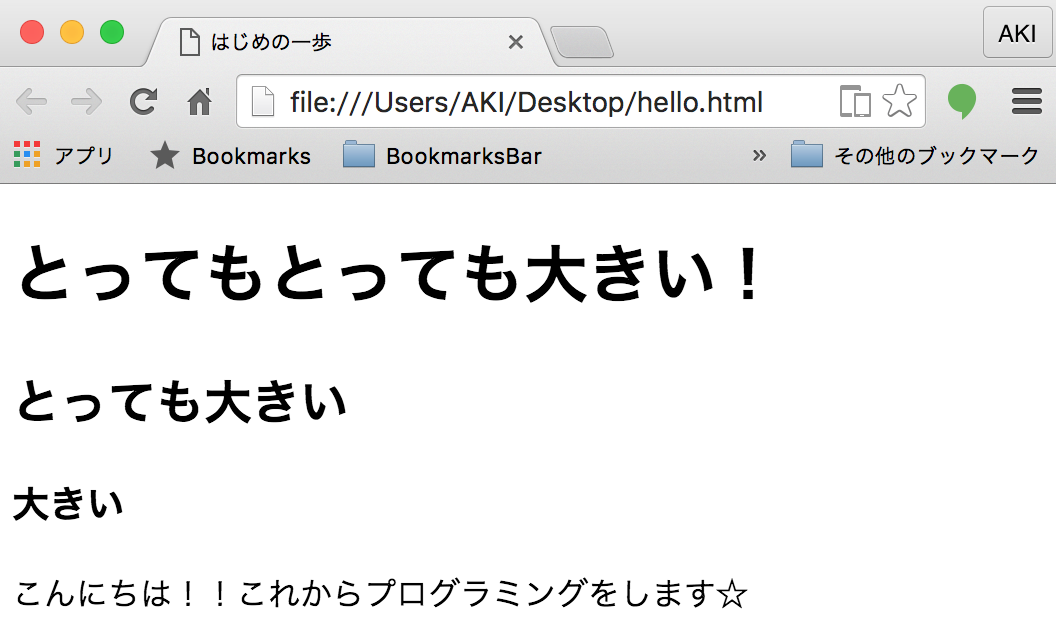 はじめの一歩
AKI
file:///Users/AKI/Desktop/hello.html
アプリ Bookmarks BookmarksBar » その他のブックマーク
とってもとっても大きい！
とっても大きい
大きい
こんにちは！！これからプログラミングをします☆